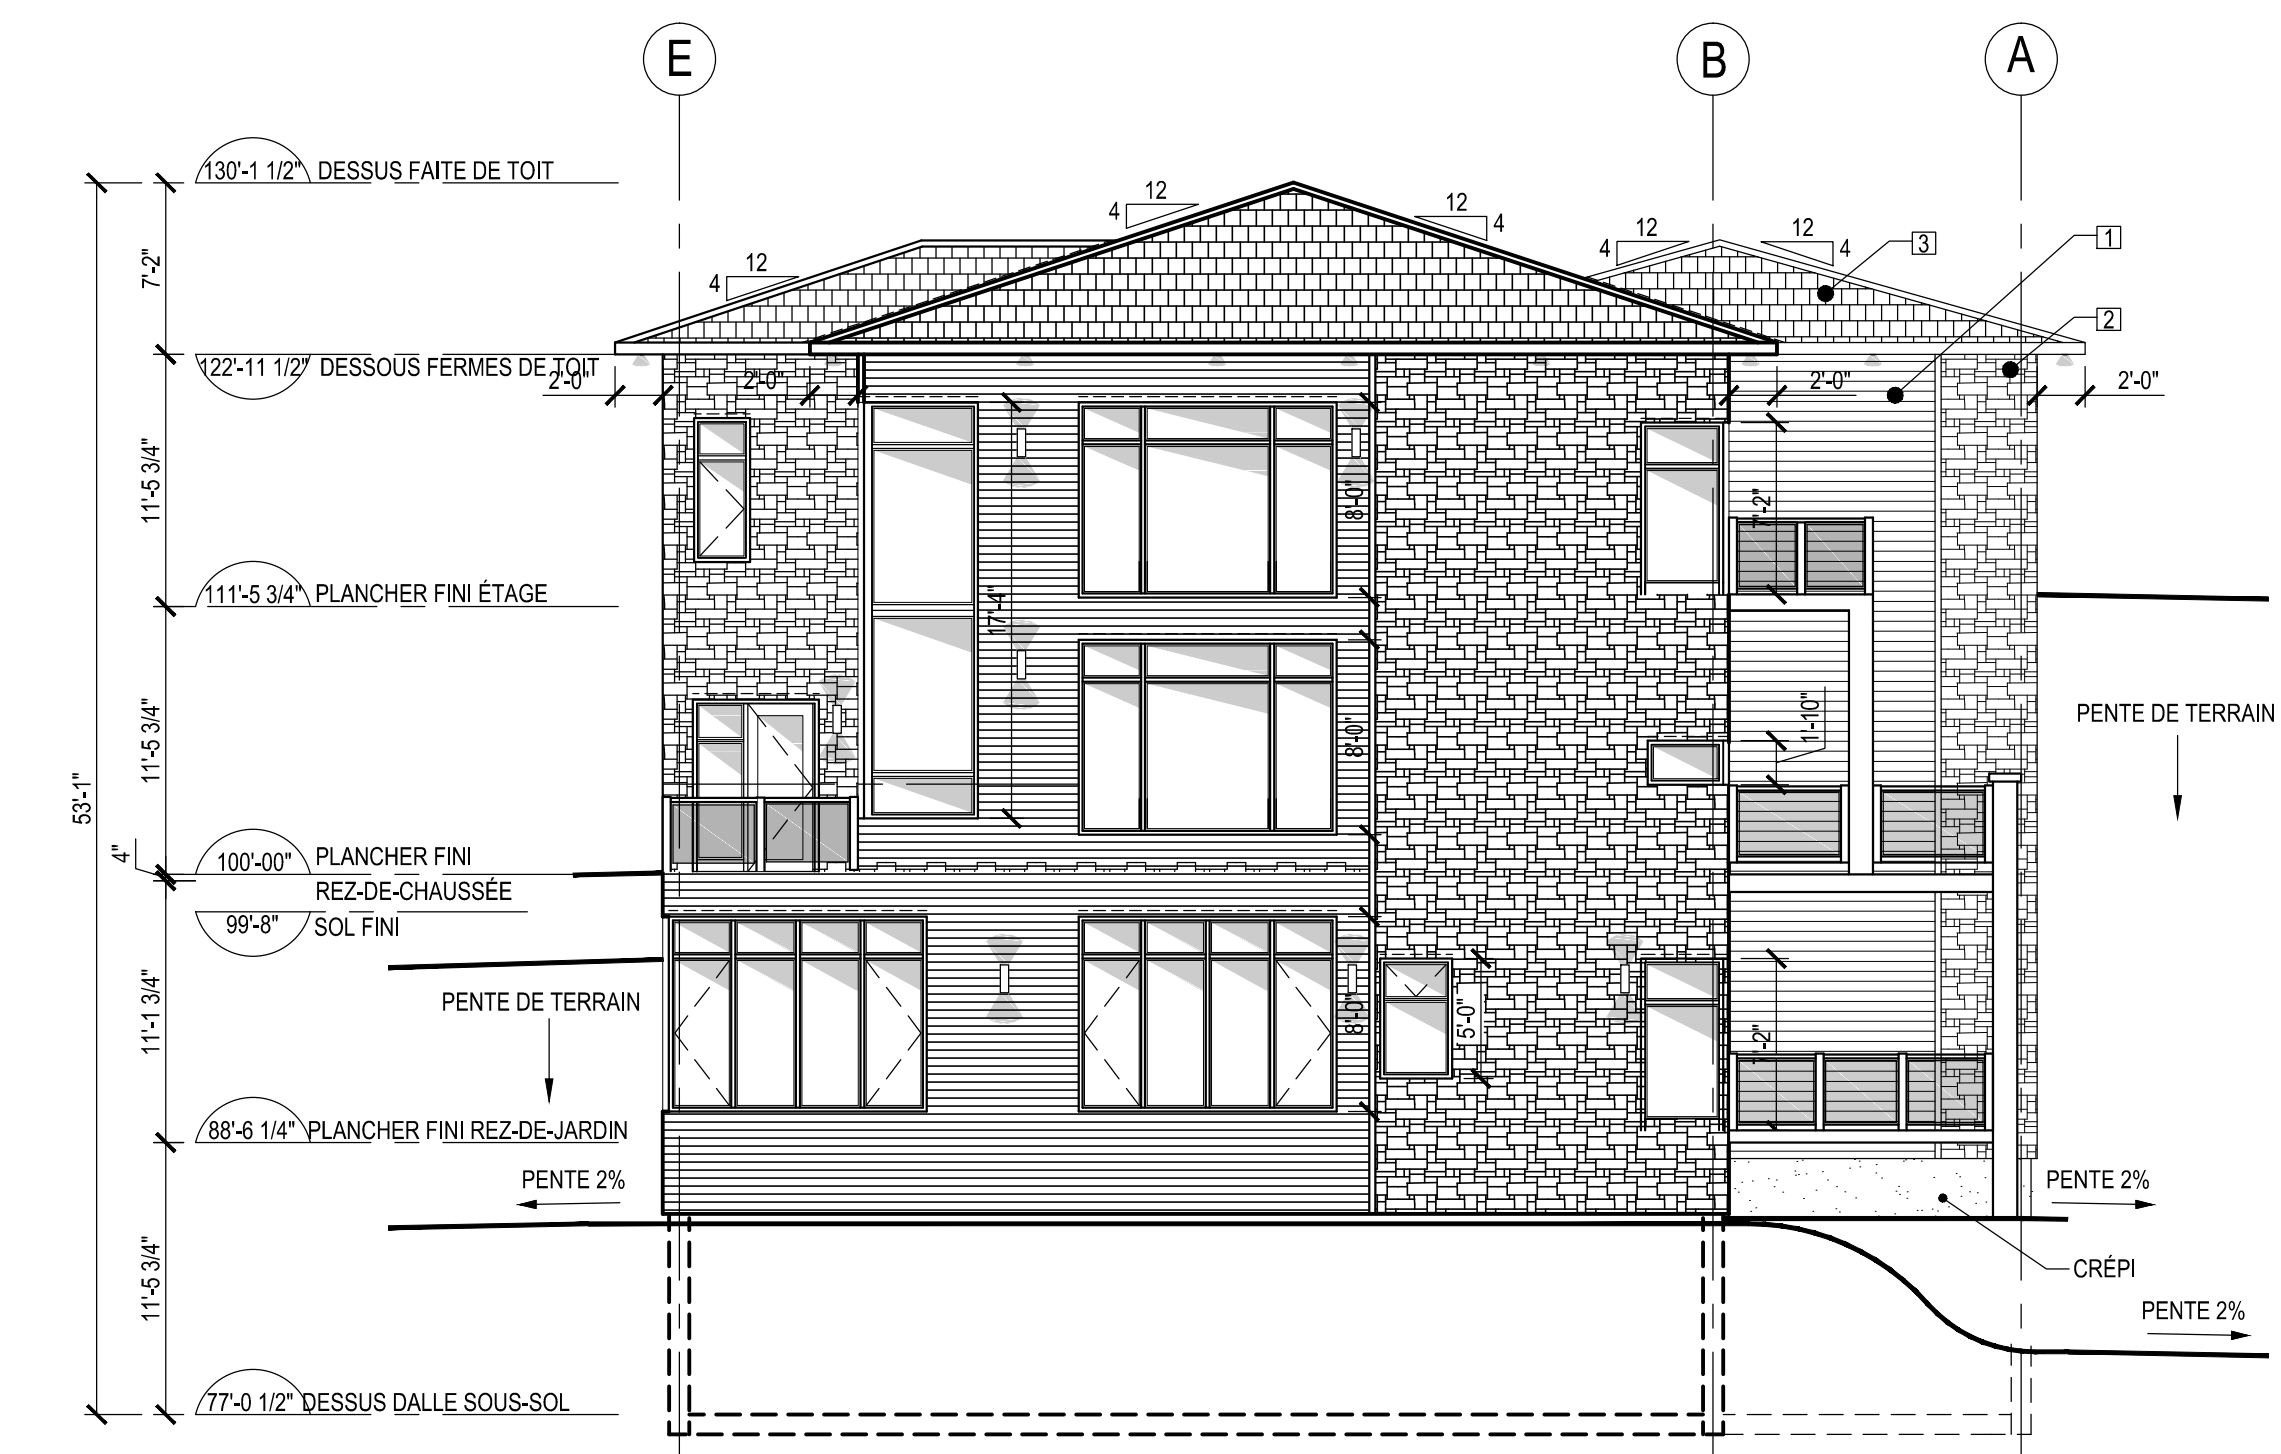 E
B
A
130'-1 1/2" DESSUS FAITE DE TOIT
12
4
12
4
12
4
12
4
12
4
3
1
2
7'-2"
122'-11 1/2" DESSOUS FERMES DE TOIT
2'-0"
2'-0"
2'-0"
2'-0"
11'-5 3/4"
8'-0"
7'-2"
111'-5 3/4" PLANCHER FINI ÉTAGE
17'-4"
11'-5 3/4"
8'-0"
1'-10"
PENTE DE TERRAIN
53'-1"
4"
100'-00" PLANCHER FINI
REZ-DE-CHAUSSÉE
99'-8" SOL FINI
11'-1 3/4"
PENTE DE TERRAIN
8'-0"
5'-0"
7'-2"
88'-6 1/4" PLANCHER FINI REZ-DE-JARDIN
PENTE 2%
PENTE 2%
11'-5 3/4"
CRÉPI
PENTE 2%
77'-0 1/2" DESSUS DALLE SOUS-SOL